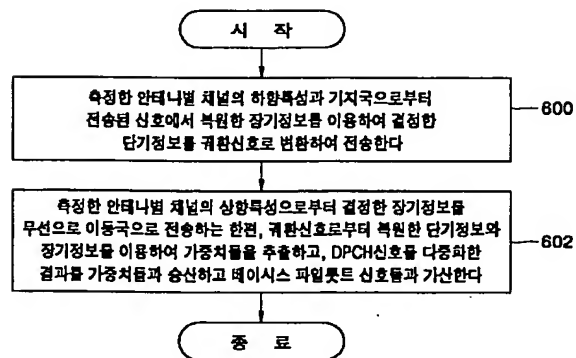 시 작
측정한 안테나별 채널의 하향특성과 기지국으로부터
전송된 신호에서 복원한 장기정보를 이용하여 결정한
단기정보를 궤환신호로 변환하여 전송한다
600
측정한 안테나별 채널의 상향특성으로부터 결정한 장기정보를
무선으로 이동국으로 전송하는 한편, 궤환신호로부터 복원한 단기정보와
장기정보를 이용하여 가중치들을 추출하고, DPCH신호를 다중화한
결과를 가중치들과 승산하고 베이시스 파일롯트 신호들과 가산한다
602
종 료